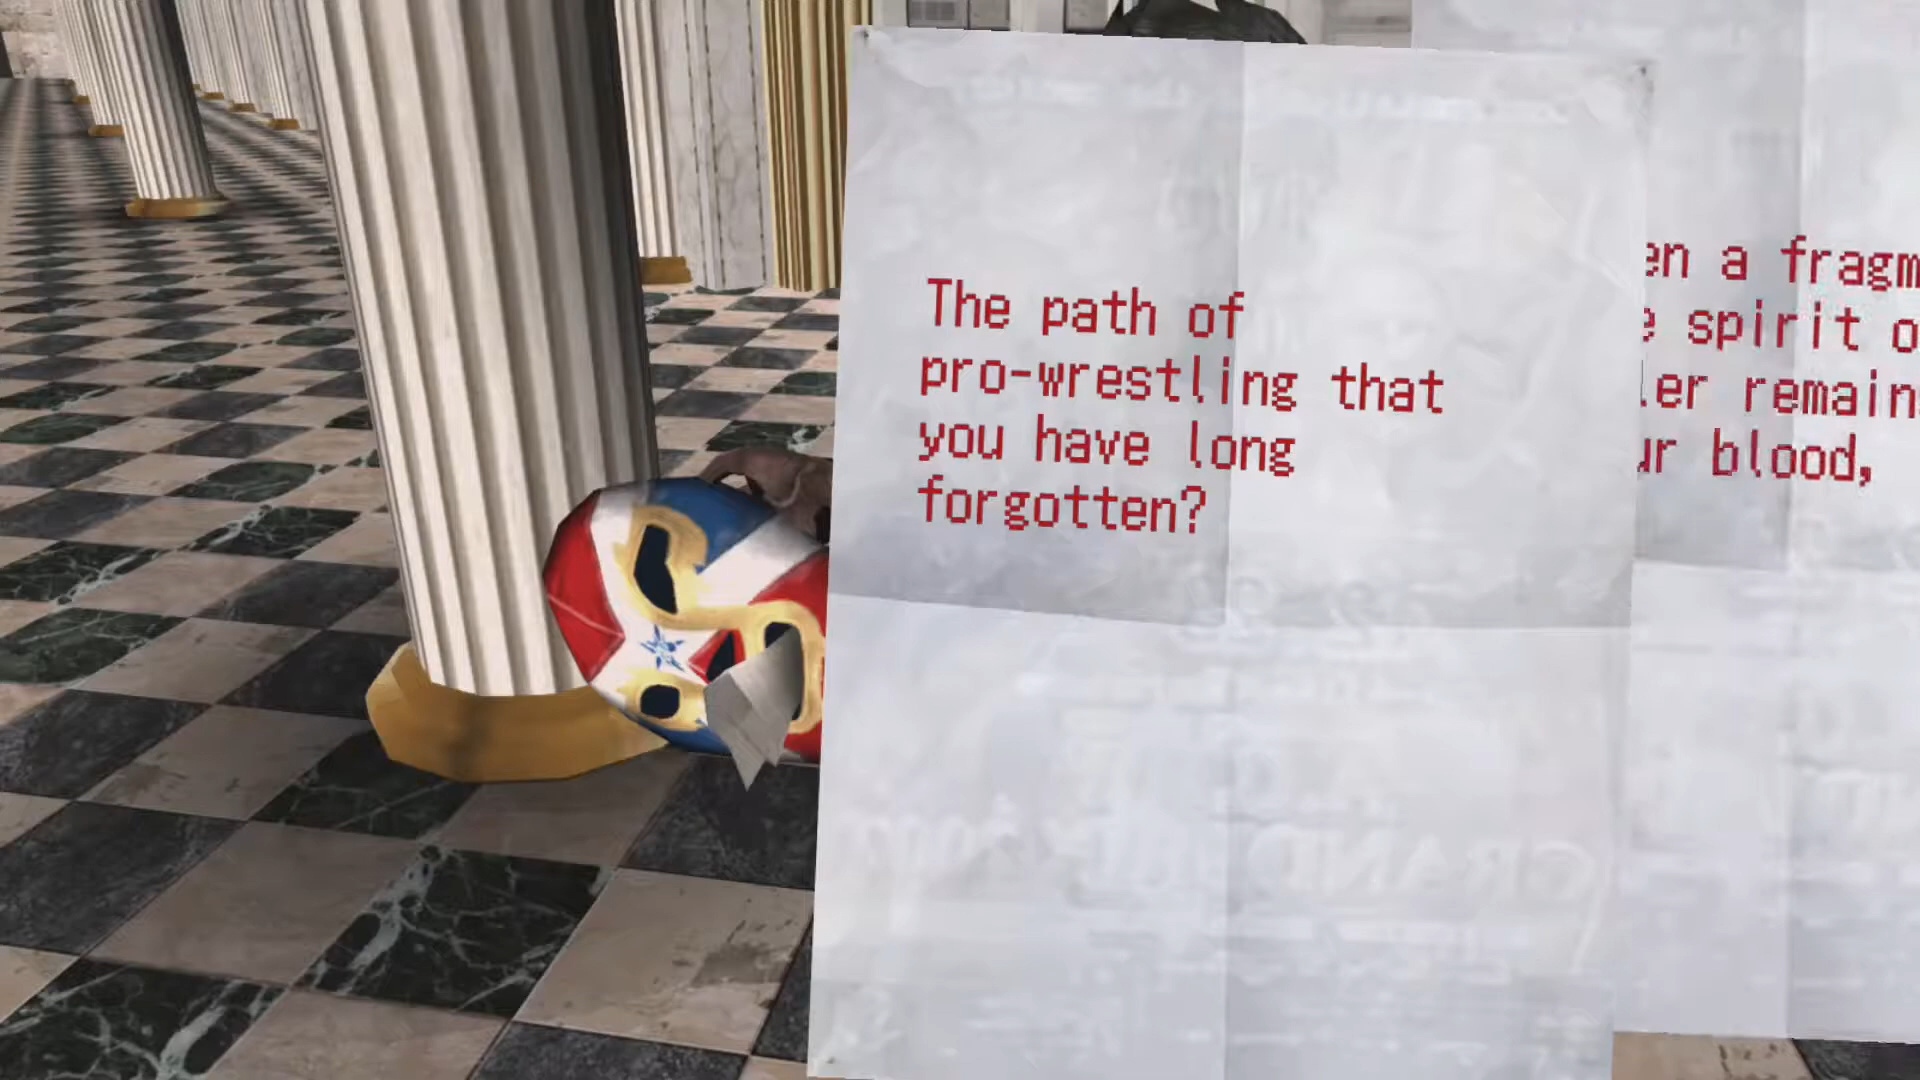 The path of
pro-wrestling that
you have long
forgotten?
en a fragm
spirit o
ler remain
ur blood,